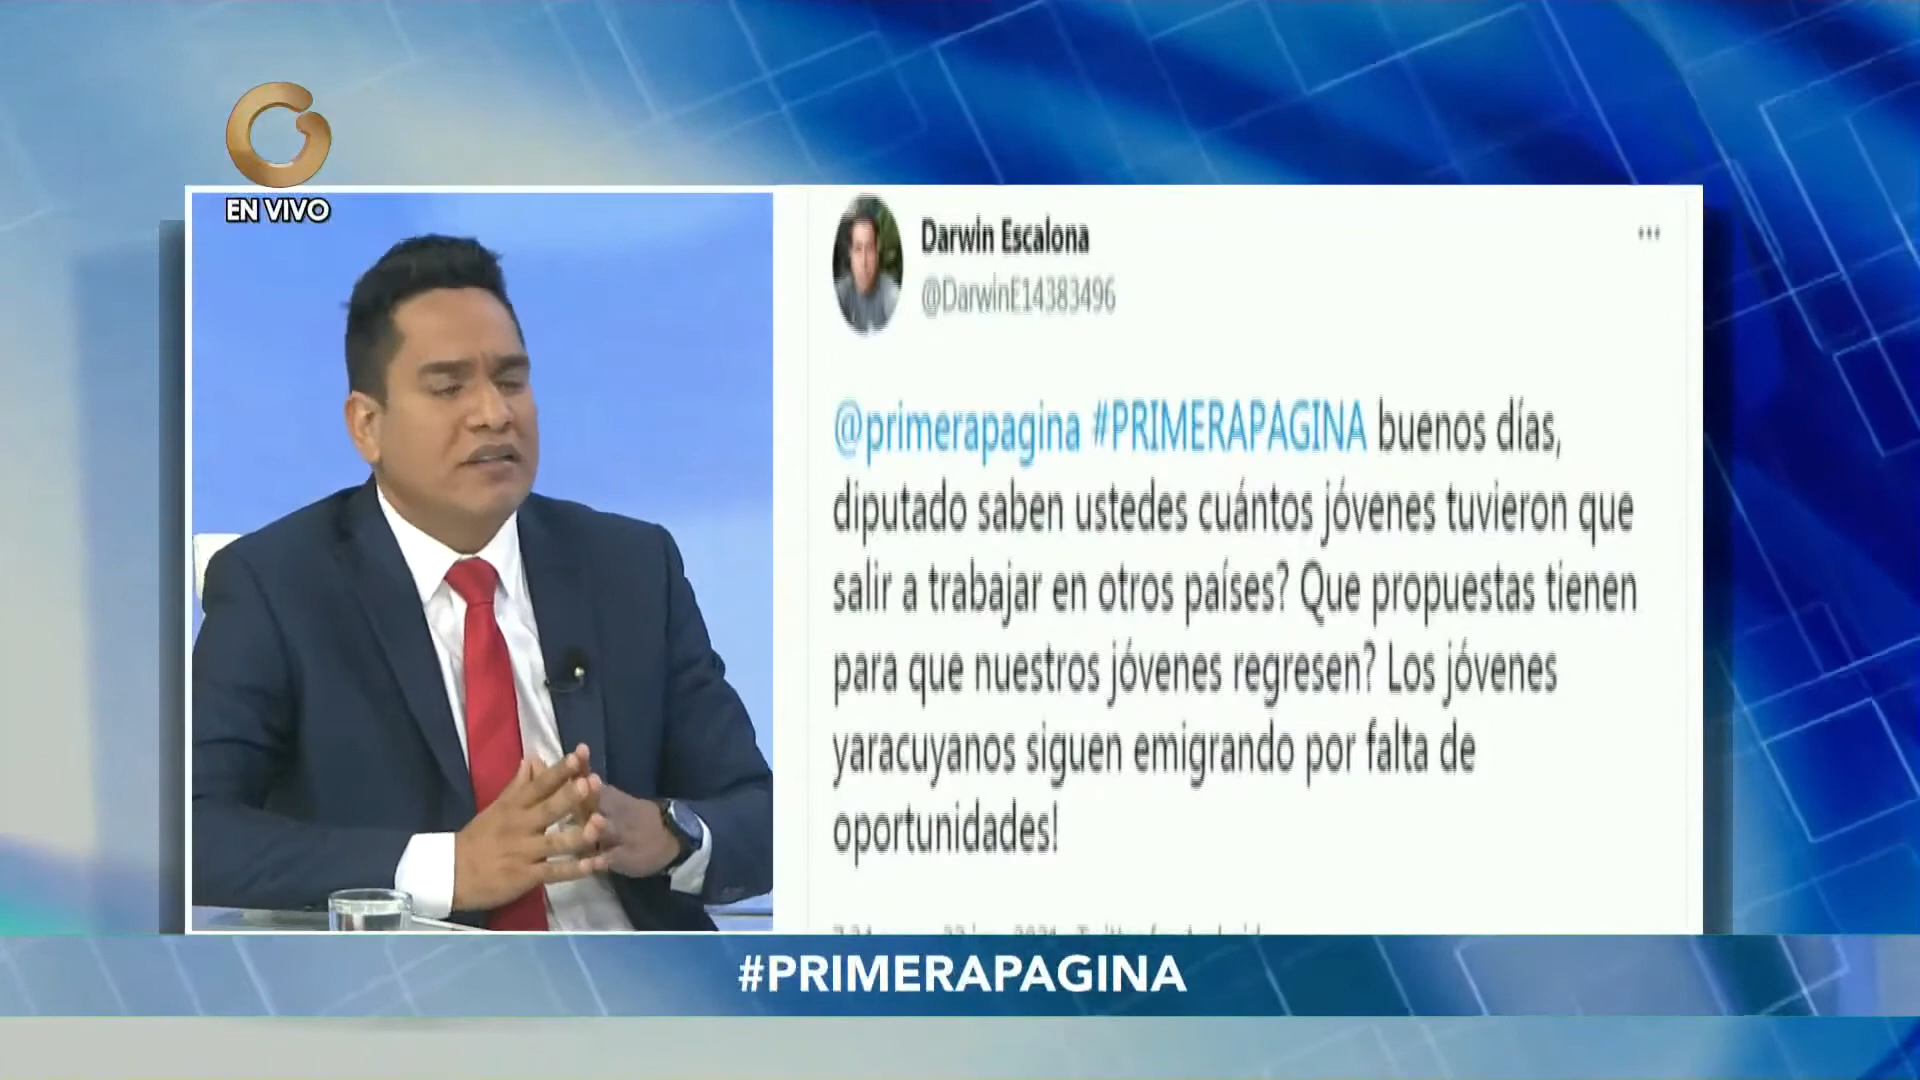 EN VIVO
Darwin Escalona
@DarwinE14383496
@primerapagina #PRIMERAPAGINA buenos días,
diputado saben ustedes cuántos jóvenes tuvieron que
salir a trabajar en otros países? Que propuestas tienen
para que nuestros jóvenes regresen? Los jóvenes
yaracuyanos siguen emigrando por falta de
oportunidades!
#PRIMERAPAGINA